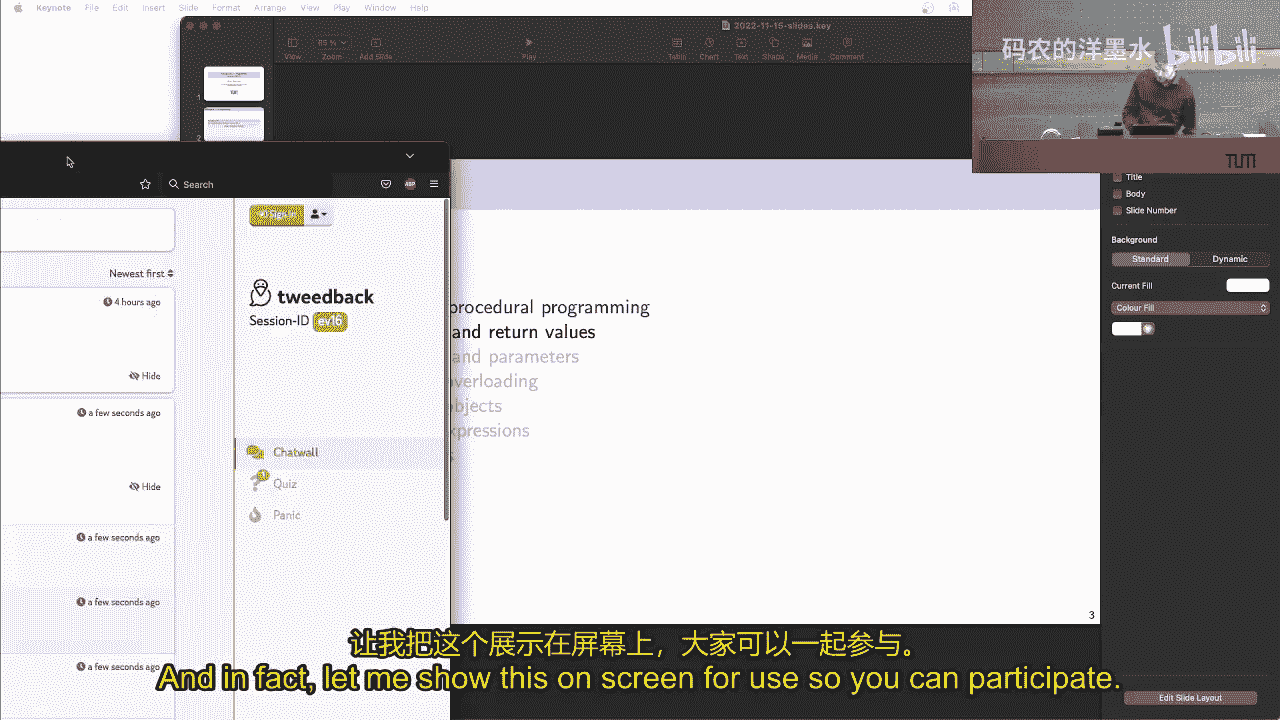 Keynote File Edit Insert Slide Format Arrange View Play Window Help
2022-11-15-slides.key
85 %
View Zoom Add Slide Play Table Chart Text Shape Media Comment
1
2
码农的洋墨水 bilibili
TUM
Search
ABP
Newest first
4 hours ago
Hide
a few seconds ago
Hide
a few seconds ago
a few seconds ago
a few seconds ago
tweedback
Session-ID
Chatwall
Quiz
Panic
procedural programming
and return values
and parameters
overloading
objects
expressions
3
Title
Body
Slide Number
Background
Standard Dynamic
Current Fill
Colour Fill
Edit Slide Layout
让我把这个展示在屏幕上，大家可以一起参与。
And in fact, let me show this on screen for use so you can participate.